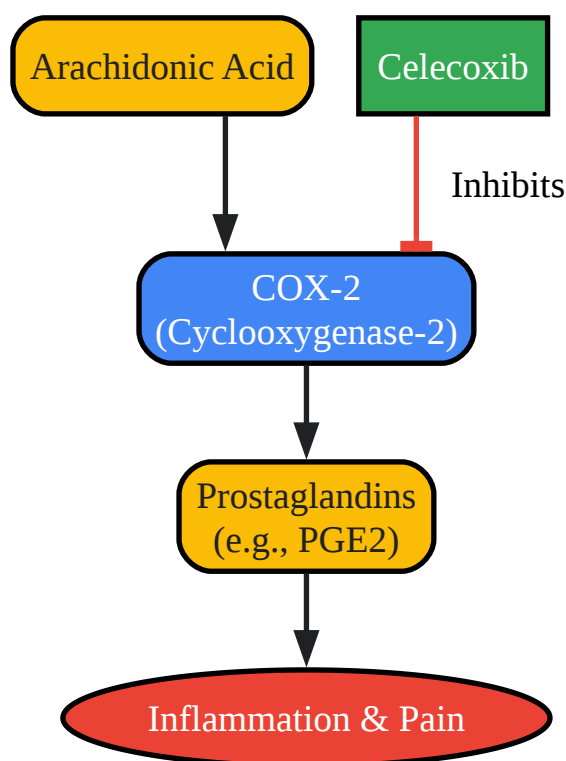 Arachidonic Acid
Celecoxib
Inhibits
COX-2
(Cyclooxygenase-2)
Prostaglandins
(e.g., PGE2)
Inflammation & Pain